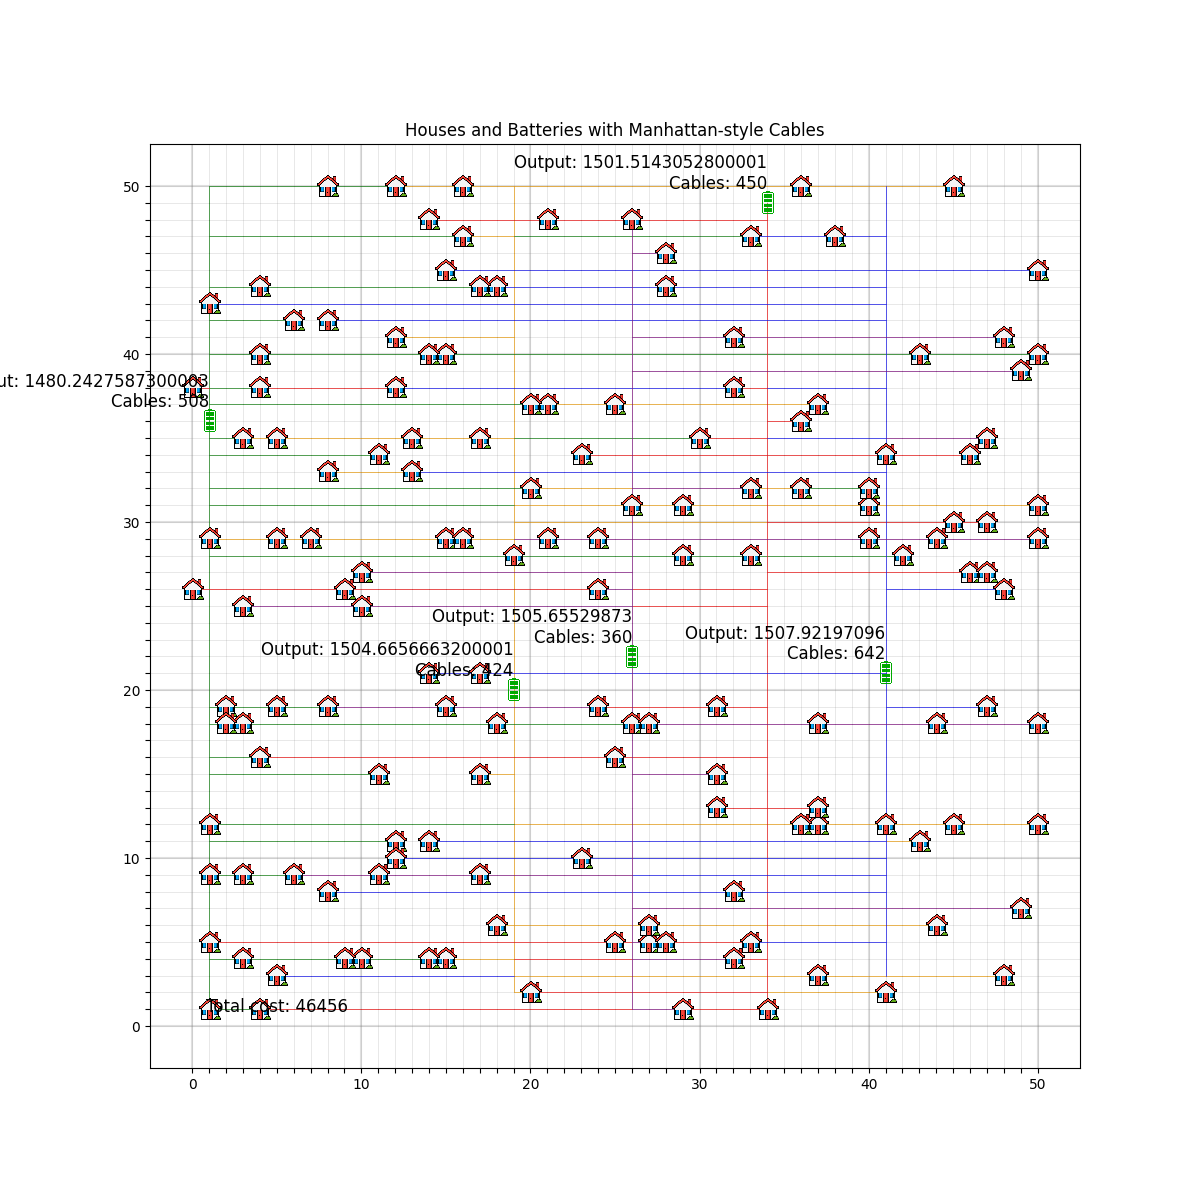 Houses and Batteries with Manhattan-style Cables
Output: 1501.5143052800001
Cables: 450
50
40
ut: 1480.2427587300003
Cables: 508
30
Output: 1505.65529873
Cables: 360
Output: 1507.92197096
Cables: 642
Output: 1504.6656663200001
Cables: 424
20
10
Total cost: 46456
0
0 10 20 30 40 50